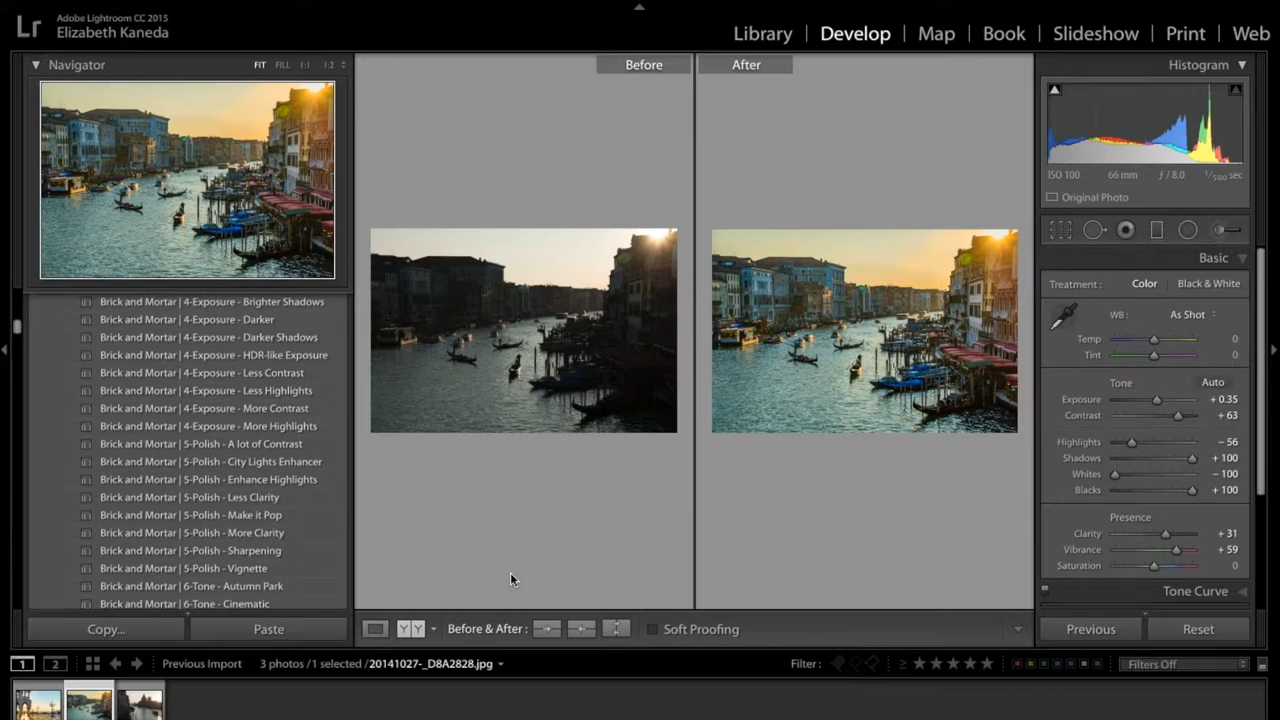 Lr
Adobe Lightroom CC 2015
Elizabeth Kaneda
Library | Develop | Map | Book | Slideshow | Print | Web
Navigator FIT FILL 1:1 1:2
Before
After
Histogram
ISO 100 66 mm ƒ / 8.0 1/500 sec
Original Photo
Basic
Treatment : Color Black & White
WB : As Shot
Temp 0
Tint 0
Tone Auto
Exposure + 0.35
Contrast + 63
Highlights – 56
Shadows + 100
Whites – 100
Blacks + 100
Presence
Clarity + 31
Vibrance + 59
Saturation 0
Tone Curve
Brick and Mortar | 4-Exposure - Brighter Shadows
Brick and Mortar | 4-Exposure - Darker
Brick and Mortar | 4-Exposure - Darker Shadows
Brick and Mortar | 4-Exposure - HDR-like Exposure
Brick and Mortar | 4-Exposure - Less Contrast
Brick and Mortar | 4-Exposure - Less Highlights
Brick and Mortar | 4-Exposure - More Contrast
Brick and Mortar | 4-Exposure - More Highlights
Brick and Mortar | 5-Polish - A lot of Contrast
Brick and Mortar | 5-Polish - City Lights Enhancer
Brick and Mortar | 5-Polish - Enhance Highlights
Brick and Mortar | 5-Polish - Less Clarity
Brick and Mortar | 5-Polish - Make it Pop
Brick and Mortar | 5-Polish - More Clarity
Brick and Mortar | 5-Polish - Sharpening
Brick and Mortar | 5-Polish - Vignette
Brick and Mortar | 6-Tone - Autumn Park
Brick and Mortar | 6-Tone - Cinematic
Copy... Paste
Y Y Before & After : Soft Proofing
Previous Reset
1 2 Previous Import 3 photos / 1 selected / 20141027-_D8A2828.jpg Filter : ≥ ★★★★★ Filters Off